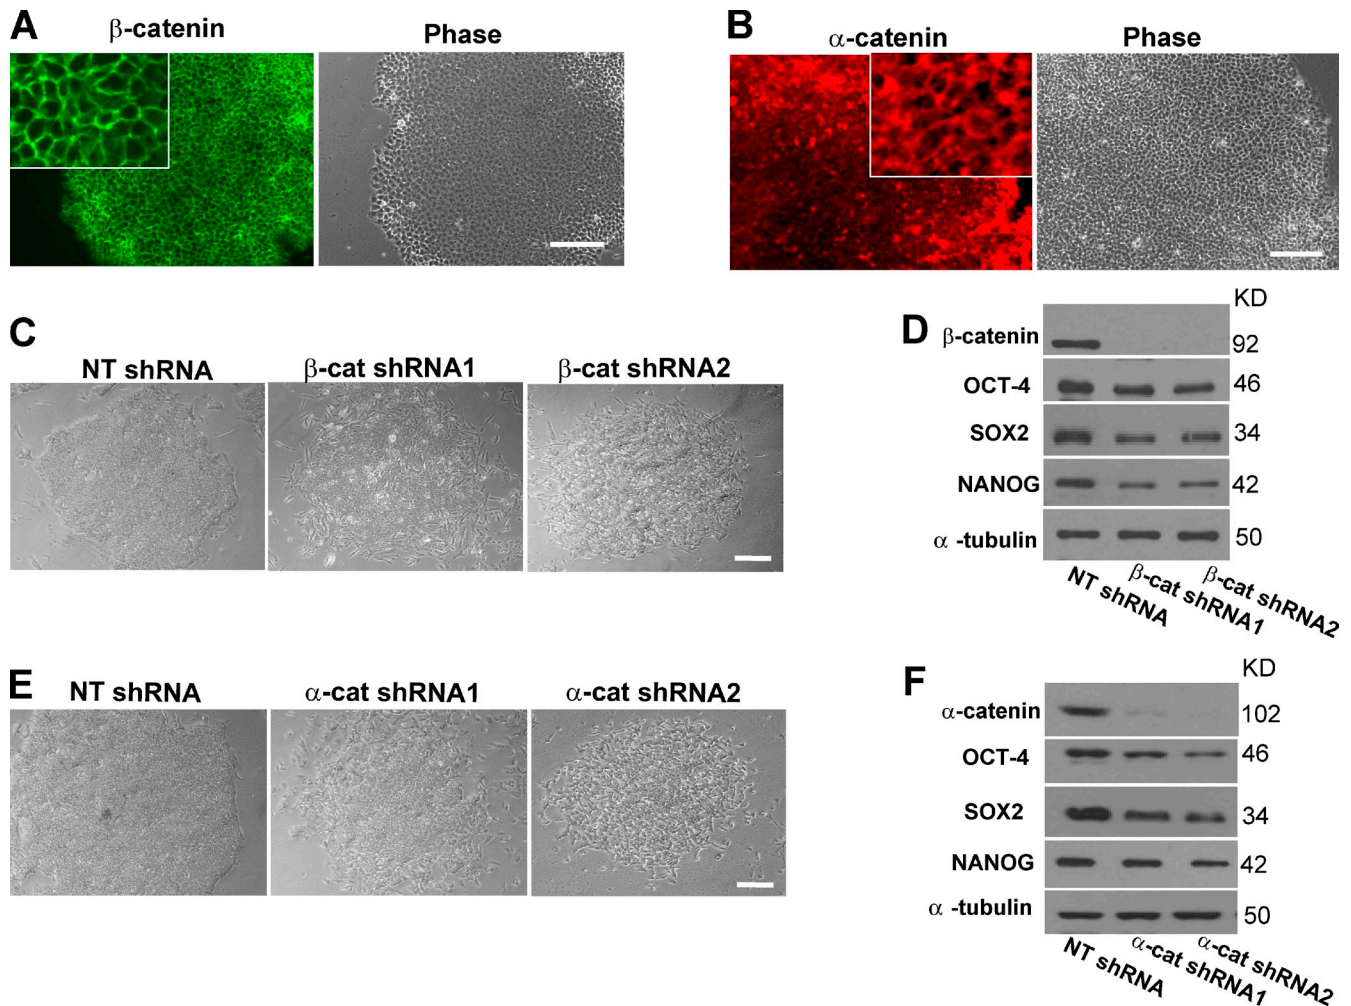 A
β-catenin
Phase
B
α-catenin
Phase
C
NT shRNA
β-cat shRNA1
β-cat shRNA2
D
KD
β-catenin
92
OCT-4
46
SOX2
34
NANOG
42
α -tubulin
50
NT shRNA
β-cat shRNA1
β-cat shRNA2
E
NT shRNA
α-cat shRNA1
α-cat shRNA2
F
KD
α-catenin
102
OCT-4
46
SOX2
34
NANOG
42
α -tubulin
50
NT shRNA
α-cat shRNA1
α-cat shRNA2